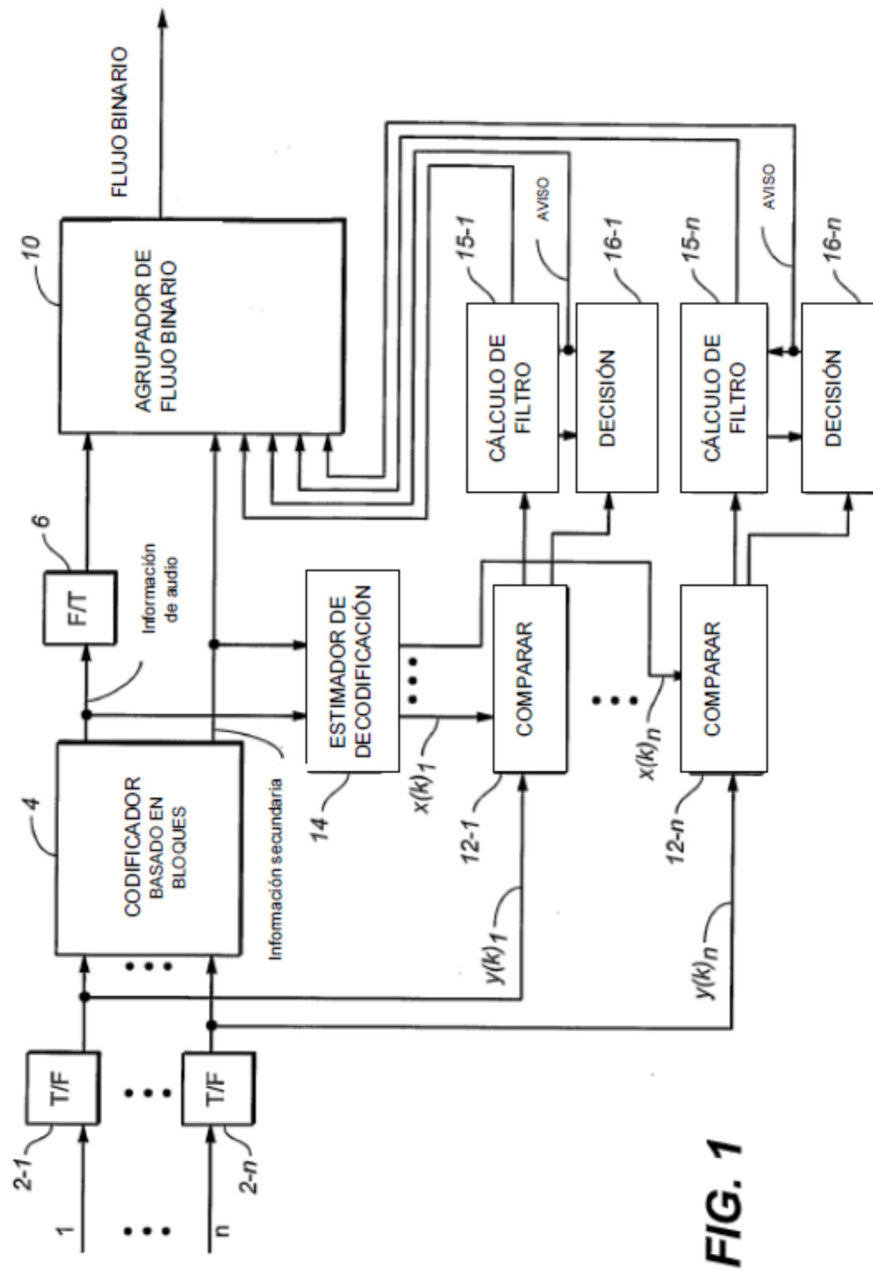 FLUJO BINARIO
10
AGRUPADOR DE
FLUJO BINARIO
6
F/T
Información
de audio
4
CODIFICADOR
BASADO EN
BLOQUES
Información secundaria
2-1
T/F
1
2-n
T/F
n
14
ESTIMADOR DE
DECODIFICACIÓN
x(k)1
x(k)n
12-1
COMPARAR
y(k)1
12-n
COMPARAR
y(k)n
15-1
CÁLCULO DE
FILTRO
AVISO
16-1
DECISIÓN
15-n
CÁLCULO DE
FILTRO
AVISO
16-n
DECISIÓN
FIG. 1